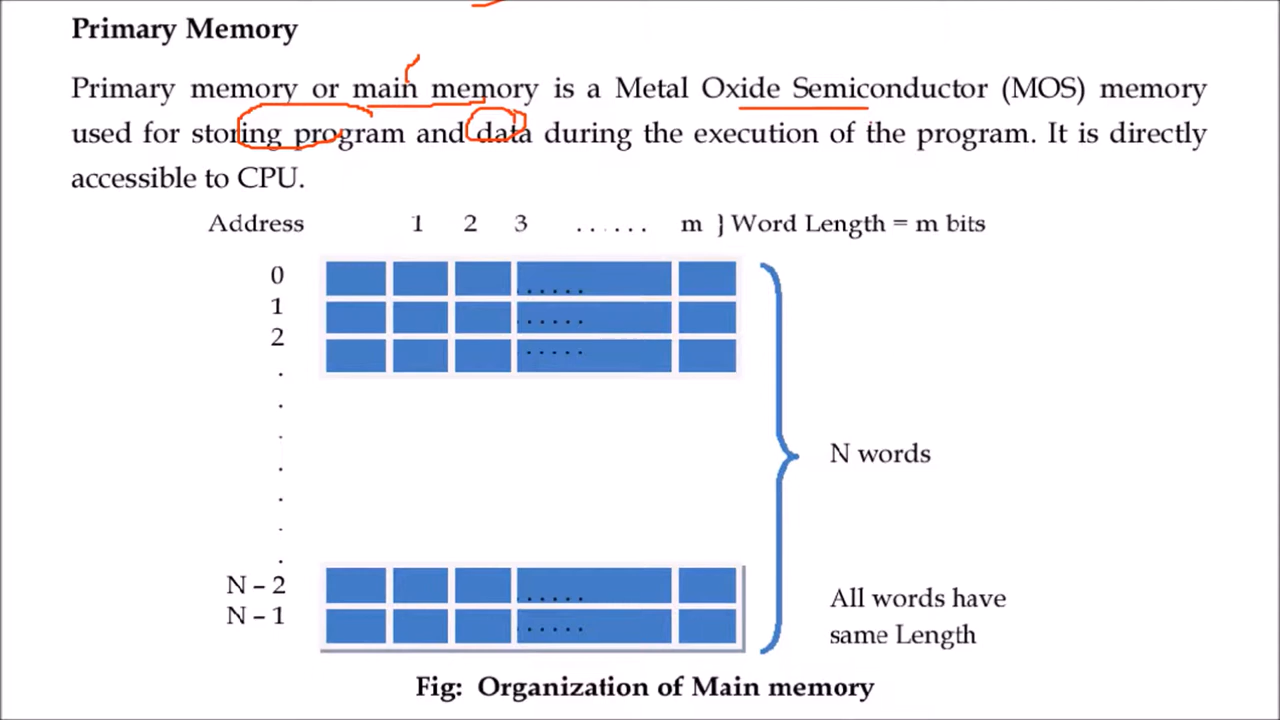 Primary Memory
Primary memory or main memory is a Metal Oxide Semiconductor (MOS) memory
used for storing program and data during the execution of the program. It is directly
accessible to CPU.
Address 1 2 3 ...... m } Word Length = m bits
0 .....
1 .....
2 .....
.
.
.
.
.
.
.
N words
N – 2 .....
N – 1 .....
All words have
same Length
Fig: Organization of Main memory